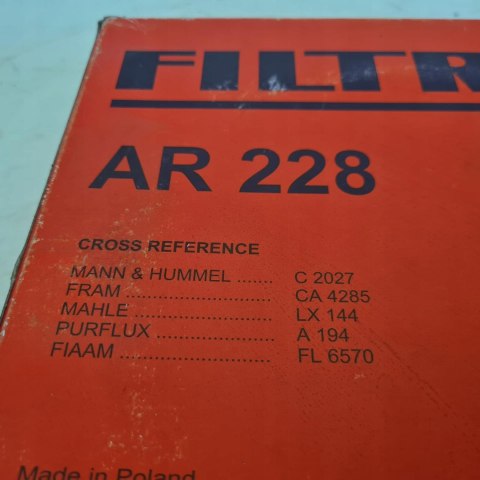 FILTR
AR 228
CROSS REFERENCE
MANN & HUMMEL ....... C 2027
FRAM .......................... CA 4285
MAHLE ........................ LX 144
PURFLUX .................... A 194
FIAAM ........................... FL 6570
Made in Poland